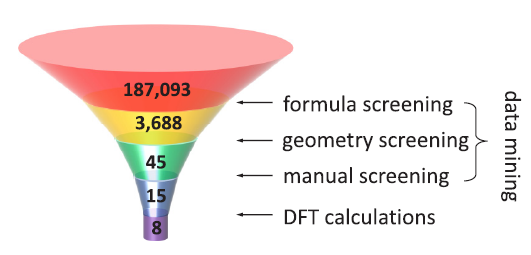 187,093
formula screening
3,688
geometry screening
45
manual screening
15
DFT calculations
8
data mining